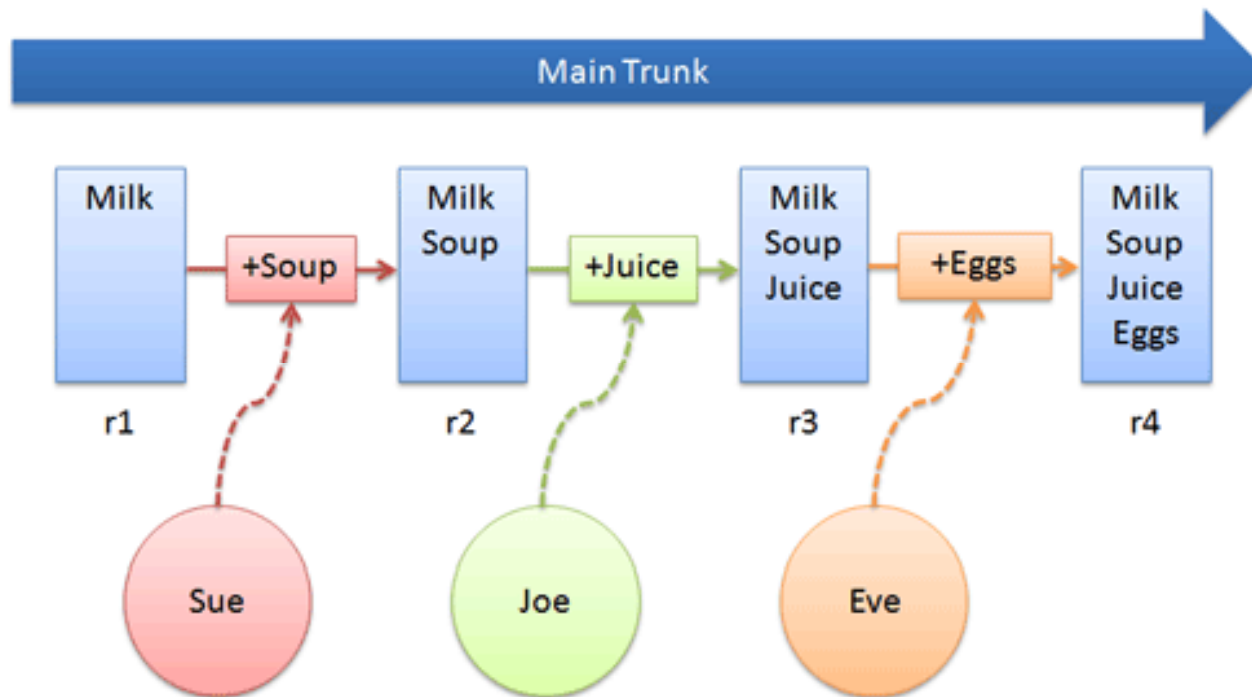 Main Trunk
Milk
+Soup
Milk
Soup
+Juice
Milk
Soup
Juice
+Eggs
Milk
Soup
Juice
Eggs
r1
r2
r3
r4
Sue
Joe
Eve